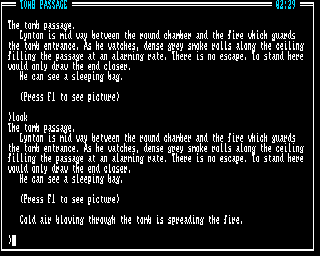 TOMB PASSAGE 02:29
The tomb passage.
Lynton is mid way between the round chamber and the fire which guards
the tomb entrance. As he watches, dense grey smoke rolls along the ceiling
filling the passage at an alarming rate. There is no escape. To stand here
would only draw the end closer.
He can see a sleeping bag.
(Press F1 to see picture)
>look
The tomb passage.
Lynton is mid way between the round chamber and the fire which guards
the tomb entrance. As he watches, dense grey smoke rolls along the ceiling
filling the passage at an alarming rate. There is no escape. To stand here
would only draw the end closer.
He can see a sleeping bag.
(Press F1 to see picture)
Cold air blowing through the tomb is spreading the fire.
>